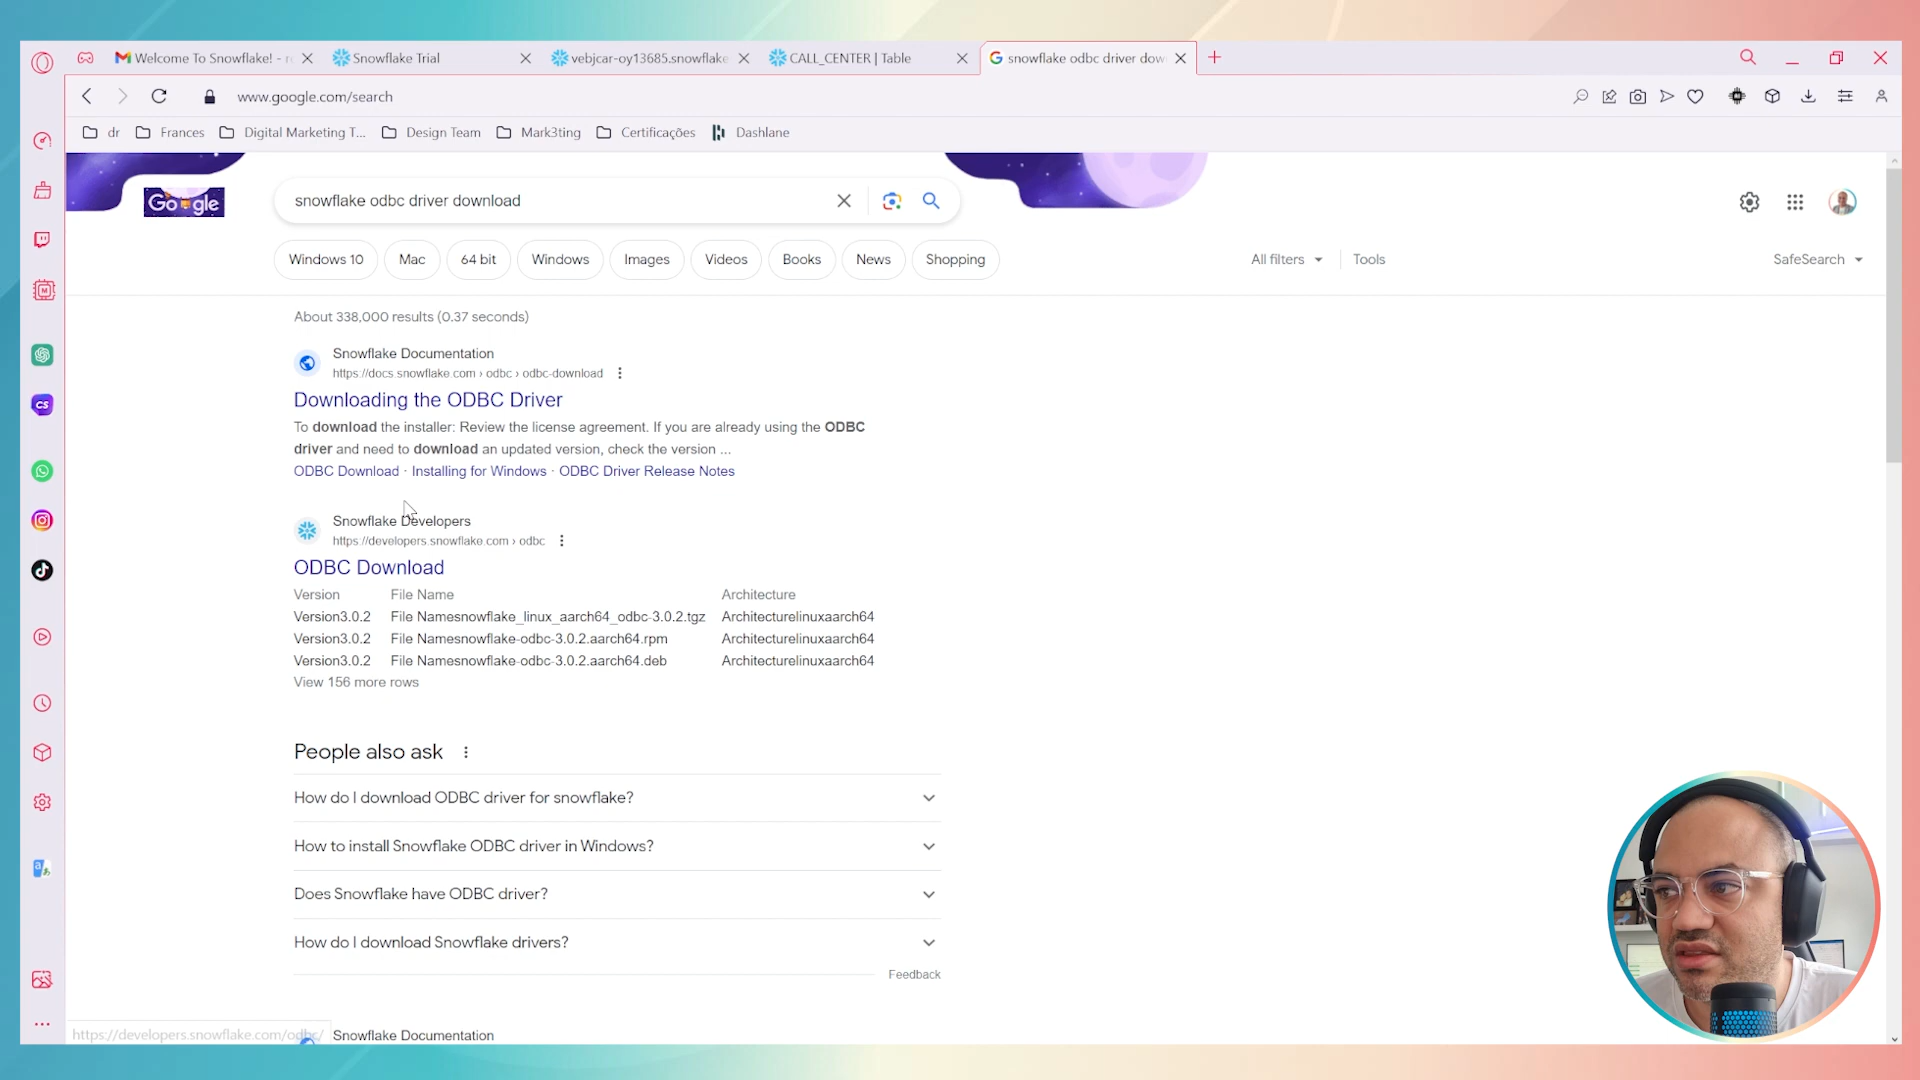 Welcome To Snowflake! - r
Snowflake Trial
vebjcar-oy13685.snowflake
CALL_CENTER | Table
snowflake odbc driver dow
www.google.com/search
dr
Frances
Digital Marketing T...
Design Team
Mark3ting
Certificações
Dashlane
Google
snowflake odbc driver download
Windows 10
Mac
64 bit
Windows
Images
Videos
Books
News
Shopping
All filters
Tools
SafeSearch
About 338,000 results (0.37 seconds)
Snowflake Documentation
https://docs.snowflake.com › odbc › odbc-download
Downloading the ODBC Driver
To download the installer: Review the license agreement. If you are already using the ODBC
driver and need to download an updated version, check the version ...
ODBC Download · Installing for Windows · ODBC Driver Release Notes
Snowflake Developers
https://developers.snowflake.com › odbc
ODBC Download
Version File Name Architecture
Version3.0.2 File Namesnowflake_linux_aarch64_odbc-3.0.2.tgz Architecturelinuxaarch64
Version3.0.2 File Namesnowflake-odbc-3.0.2.aarch64.rpm Architecturelinuxaarch64
Version3.0.2 File Namesnowflake-odbc-3.0.2.aarch64.deb Architecturelinuxaarch64
View 156 more rows
People also ask
How do I download ODBC driver for snowflake?
How to install Snowflake ODBC driver in Windows?
Does Snowflake have ODBC driver?
How do I download Snowflake drivers?
Feedback
https://developers.snowflake.com/odbc/
Snowflake Documentation
CS
M